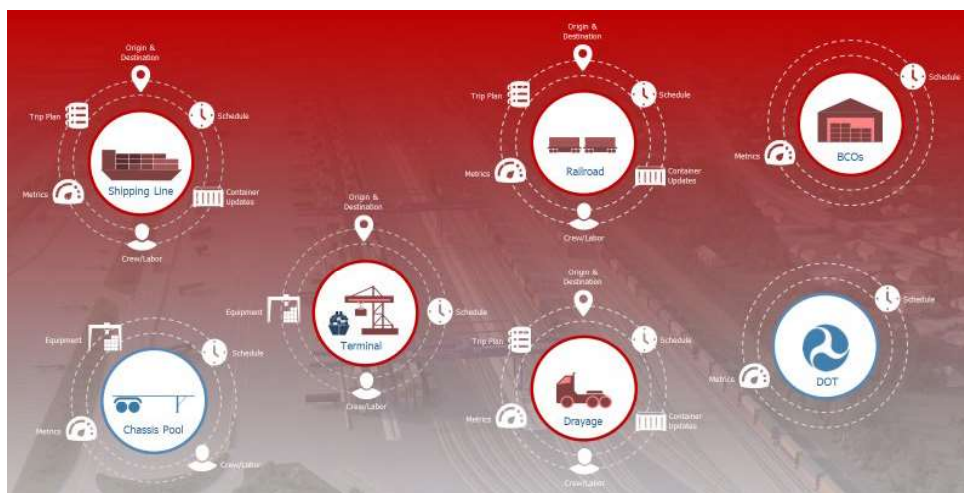 Origin &
Destination
Trip Plan
Schedule
Shipping Line
Metrics
Container
Updates
Crew/Labor
Origin &
Destination
Trip Plan
Schedule
Railroad
Metrics
Container
Updates
Crew/Labor
Schedule
BCOs
Metrics
Origin &
Destination
Equipment
Schedule
Terminal
Crew/Labor
Equipment
Schedule
Chassis Pool
Metrics
Crew/Labor
Origin &
Destination
Trip Plan
Schedule
Drayage
Metrics
Container
Updates
Crew/Labor
Schedule
DOT
Metrics